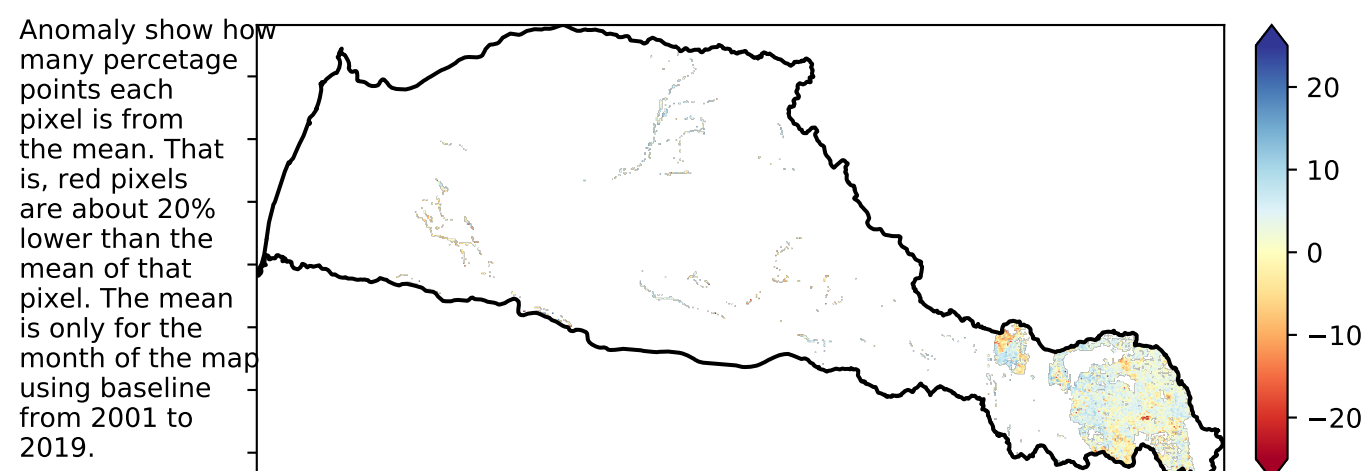 Anomaly show how
many percetage
points each
pixel is from
the mean. That
is, red pixels
are about 20%
lower than the
mean of that
pixel. The mean
is only for the
month of the map
using baseline
from 2001 to
2019.
20
10
0
−10
−20